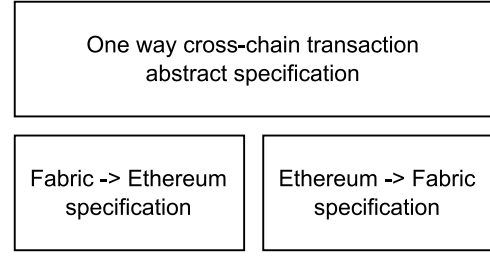 One way cross-chain transaction
abstract specification
Fabric -> Ethereum
specification
Ethereum -> Fabric
specification